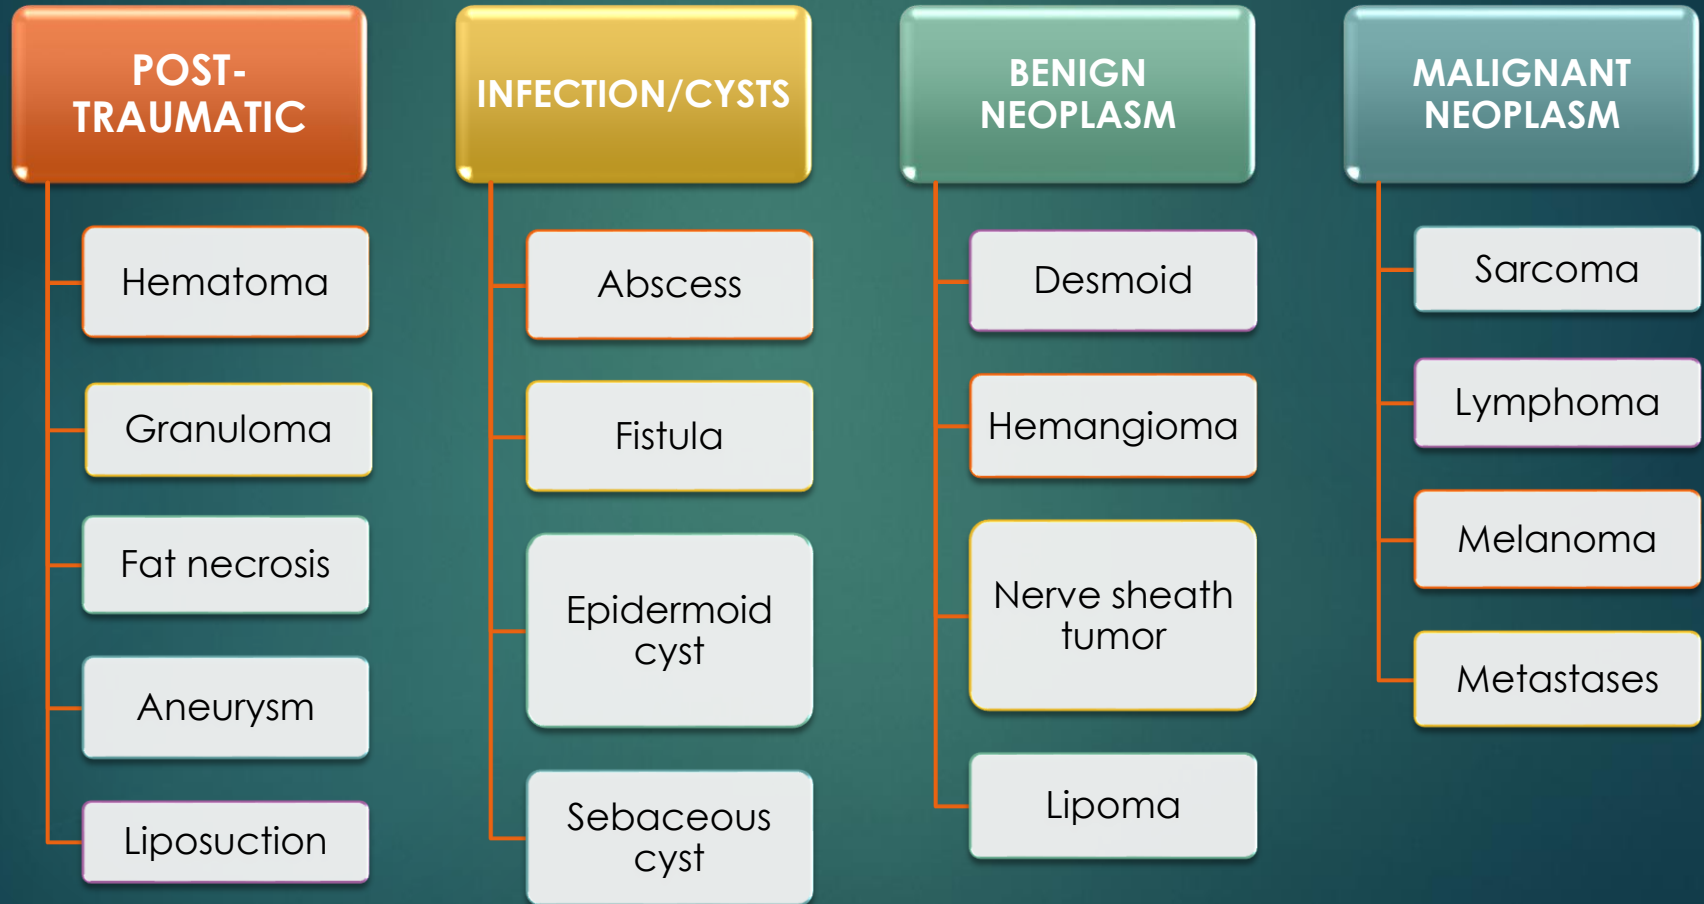 POST-
TRAUMATIC
Hematoma
Granuloma
Fat necrosis
Aneurysm
Liposuction
INFECTION/CYSTS
Abscess
Fistula
Epidermoid
cyst
Sebaceous
cyst
BENIGN
NEOPLASM
Desmoid
Hemangioma
Nerve sheath
tumor
Lipoma
MALIGNANT
NEOPLASM
Sarcoma
Lymphoma
Melanoma
Metastases